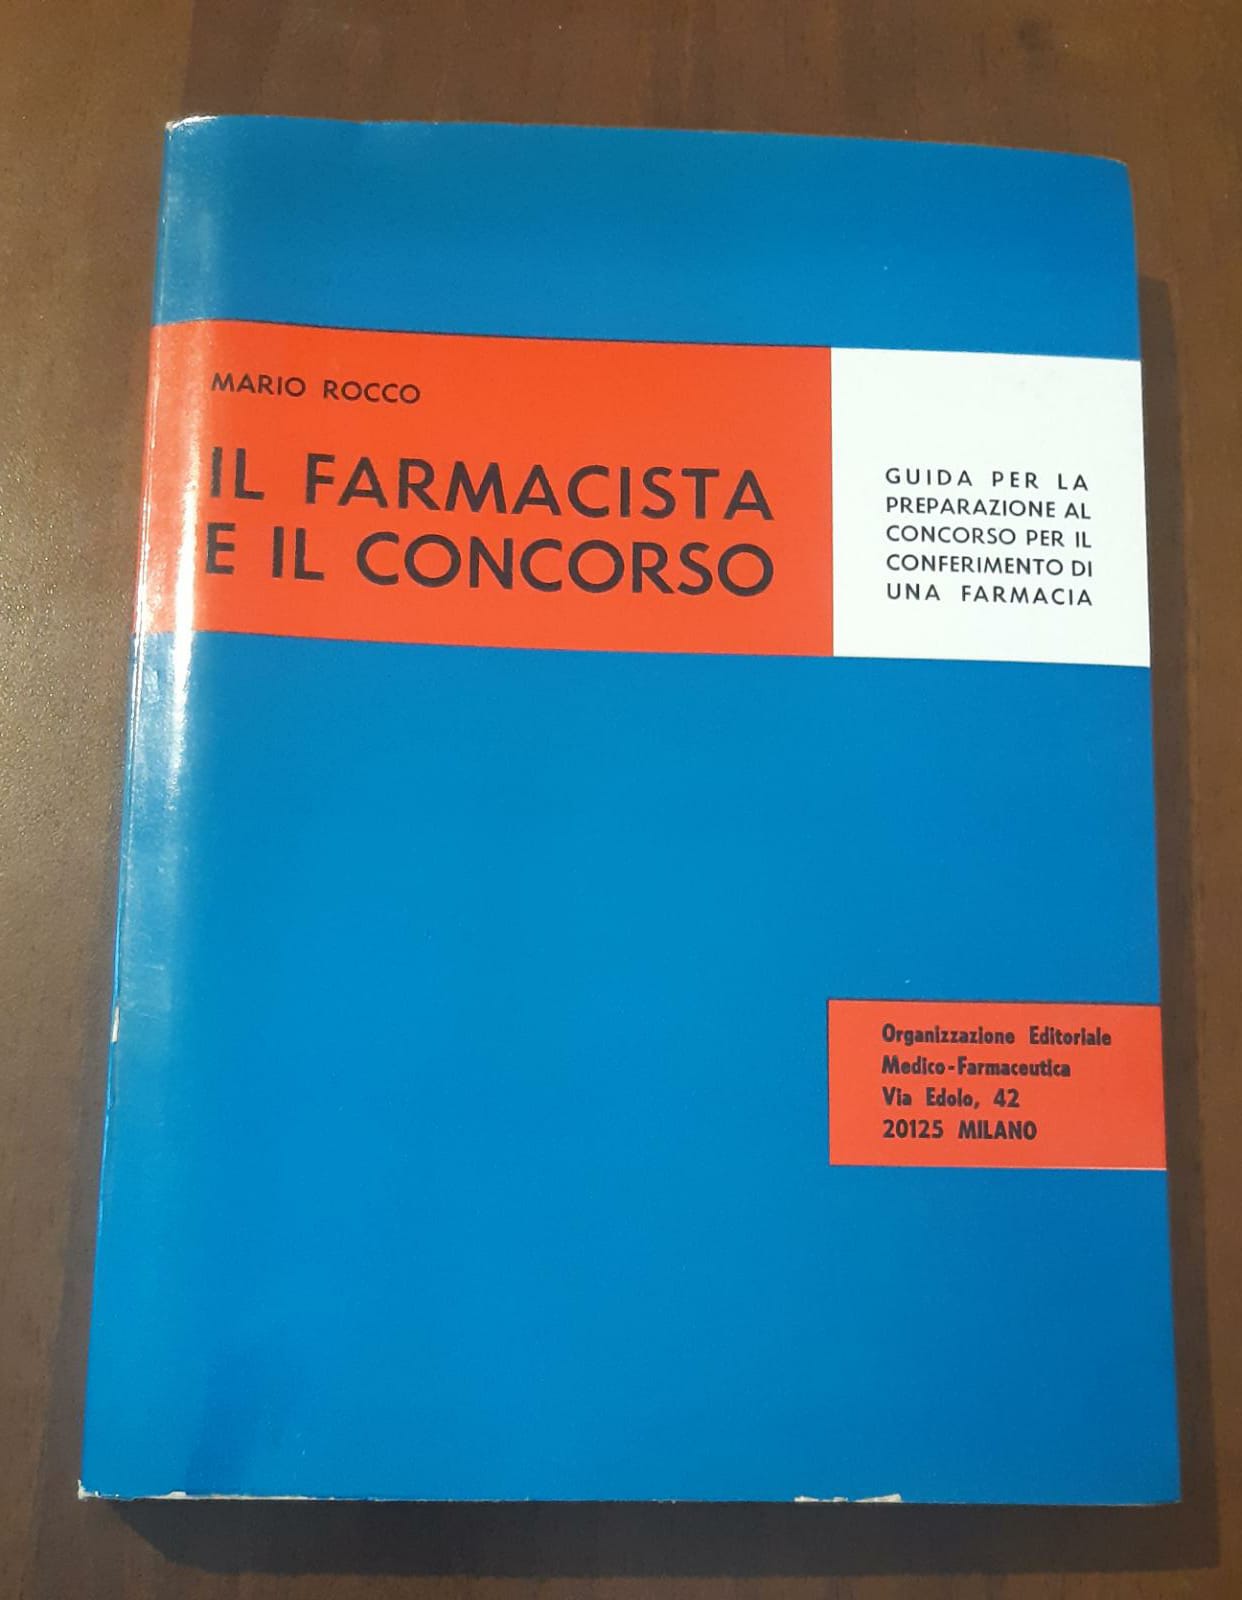 MARIO ROCCO
IL FARMACISTA
E IL CONCORSO
GUIDA PER LA
PREPARAZIONE AL
CONCORSO PER IL
CONFERIMENTO DI
UNA FARMACIA
Organizzazione Editoriale
Medico-Farmaceutica
Via Edolo, 42
20125 MILANO